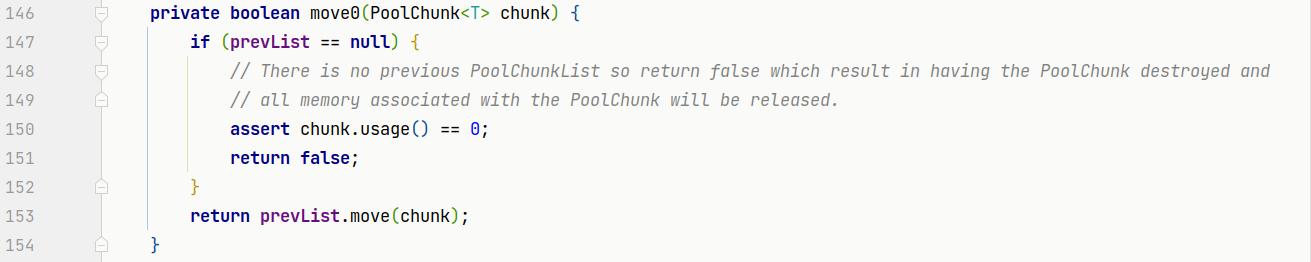 146 private boolean move0(PoolChunk<T> chunk) {
147 if (prevList == null) {
148 // There is no previous PoolChunkList so return false which result in having the PoolChunk destroyed and
149 // all memory associated with the PoolChunk will be released.
150 assert chunk.usage() == 0;
151 return false;
152 }
153 return prevList.move(chunk);
154 }